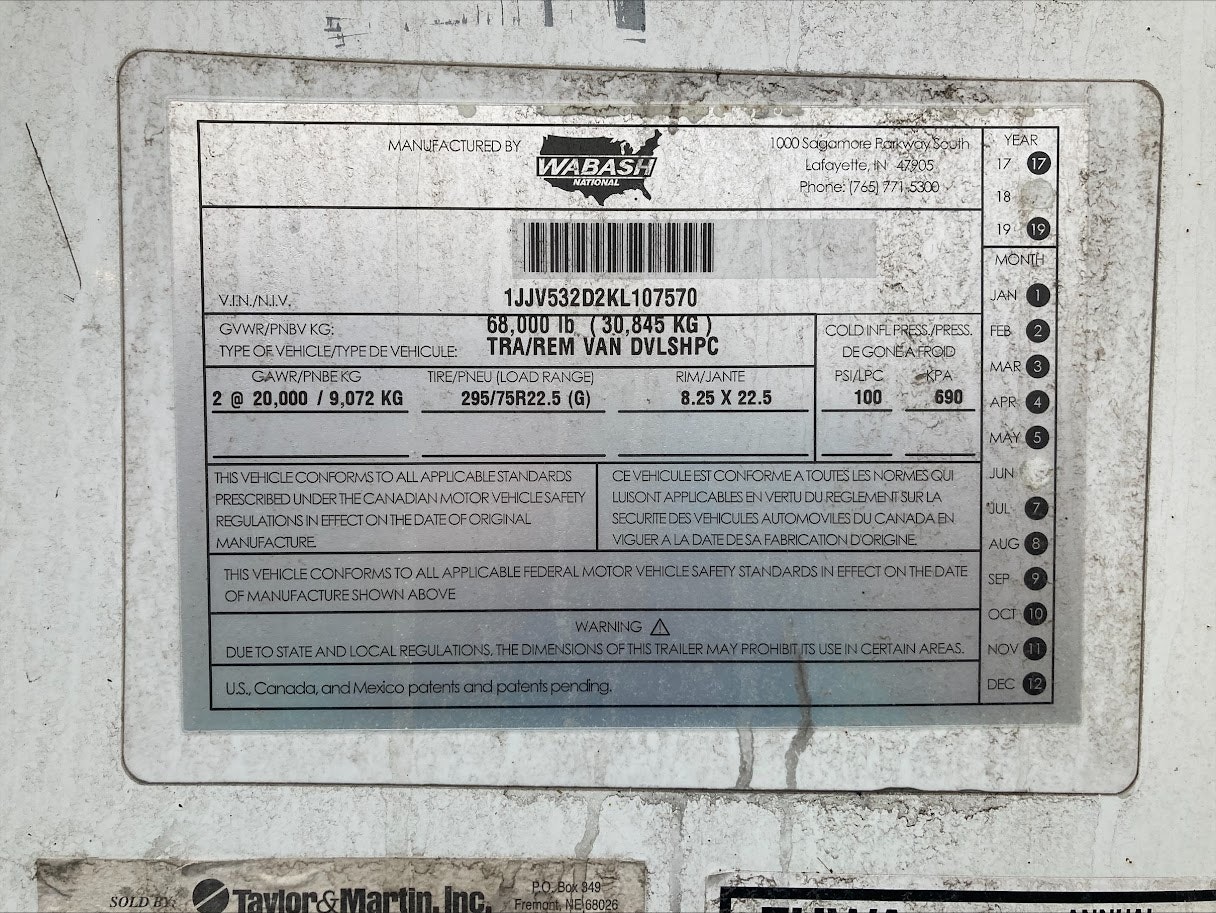 MANUFACTURED BY
WABASH
NATIONAL
1000 Sagamore Parkway South
Lafayette, IN 47905
Phone: (765) 771-5300
V.I.N./N.I.V.
1JJV532D2KL107570
GVWR/PNBV KG: 68,000 lb (30,845 KG)
TYPE OF VEHICLE/TYPE DE VEHICULE: TRA/REM VAN DVLSHPC
COLD INFL PRESS./PRESS.
DE GONE A FROID
GAWR/PNBE KG TIRE/PNEU (LOAD RANGE) RIM/JANTE PSI/LPC KPA
2 @ 20,000 / 9,072 KG 295/75R22.5 (G) 8.25 X 22.5 100 690
THIS VEHICLE CONFORMS TO ALL APPLICABLE STANDARDS
PRESCRIBED UNDER THE CANADIAN MOTOR VEHICLE SAFETY
REGULATIONS IN EFFECT ON THE DATE OF ORIGINAL
MANUFACTURE.
CE VEHICULE EST CONFORME A TOUTES LES NORMES QUI
LUISONT APPLICABLES EN VERTU DU REGLEMENT SUR LA
SECURITE DES VEHICULES AUTOMOVILES DU CANADA EN
VIGUER A LA DATE DE SA FABRICATION D'ORIGINE.
THIS VEHICLE CONFORMS TO ALL APPLICABLE FEDERAL MOTOR VEHICLE SAFETY STANDARDS IN EFFECT ON THE DATE
OF MANUFACTURE SHOWN ABOVE
WARNING
DUE TO STATE AND LOCAL REGULATIONS, THE DIMENSIONS OF THIS TRAILER MAY PROHIBIT ITS USE IN CERTAIN AREAS.
U.S., Canada, and Mexico patents and patents pending.
YEAR
17 17
18
19 19
MONTH
JAN 1
FEB 2
MAR 3
APR 4
MAY 5
JUN
JUL 7
AUG 8
SEP 9
OCT 10
NOV 11
DEC 12
SOLD BY: Taylor & Martin, Inc.
P.O. Box 349
Fremont, NE 68026